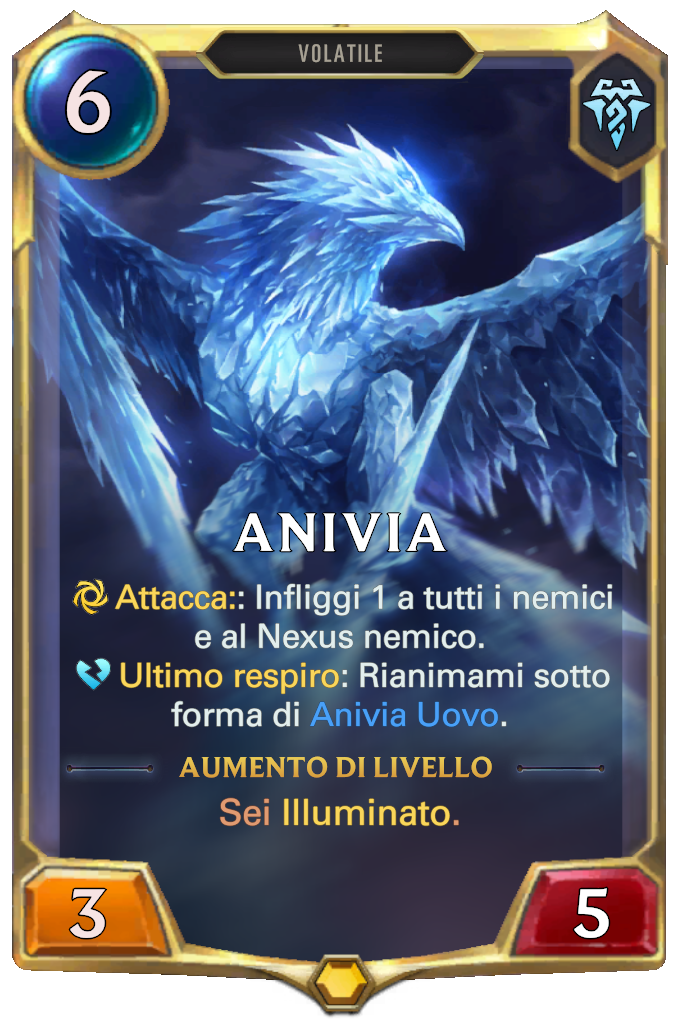 VOLATILE
6
ANIVIA
Attacca:: Infliggi 1 a tutti i nemici
e al Nexus nemico.
Ultimo respiro: Rianimami sotto
forma di Anivia Uovo.
AUMENTO DI LIVELLO
Sei Illuminato.
3
5